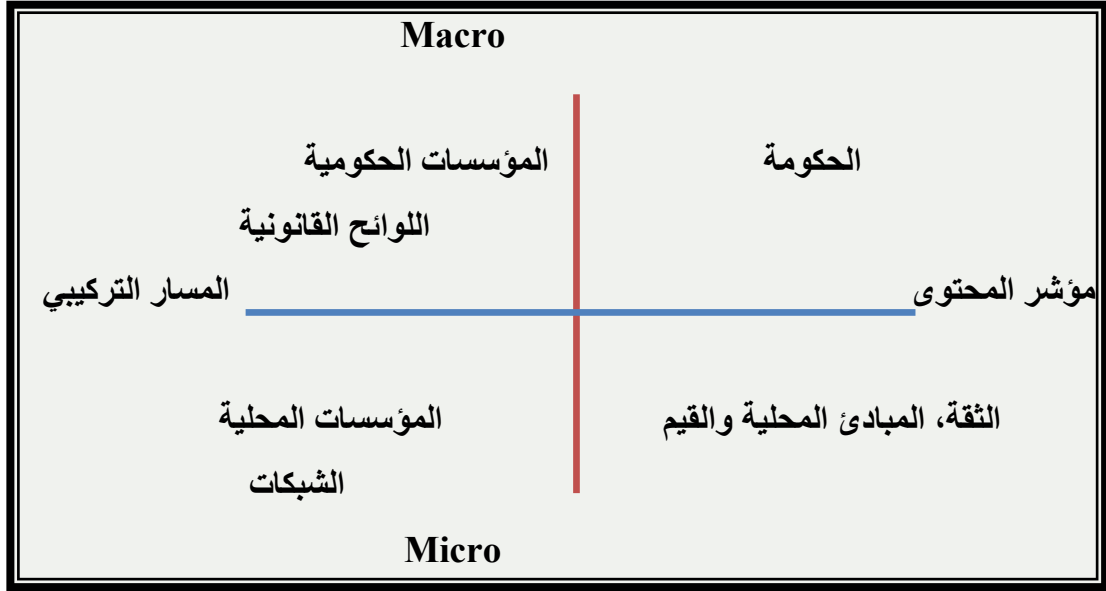 Macro
الحكومة
المؤسسات الحكومية
اللوائح القانونية
مؤشر المحتوى
المسار التركيبي
الثقة، المبادئ المحلية والقيم
المؤسسات المحلية
الشبكات
Micro